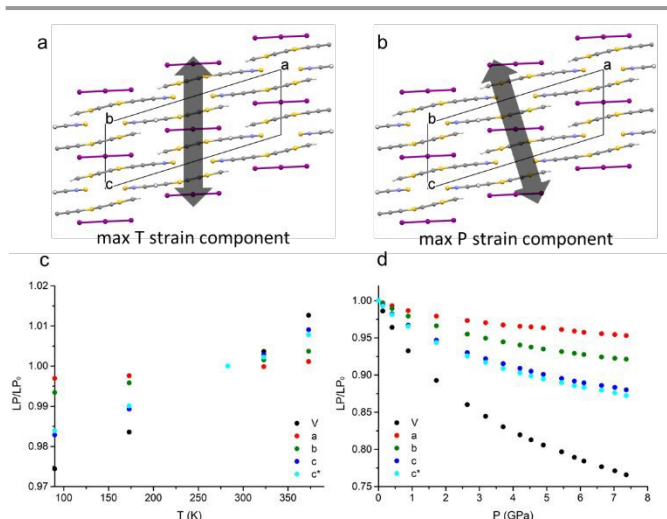 a
b
a
b
c
max T strain component
a
b
c
max P strain component
c
LP/LP₀
1.02
1.01
1.00
0.99
0.98
0.97
100 150 200 250 300 350
T (K)
V
a
b
c
c*
d
LP/LP₀
1.00
0.95
0.90
0.85
0.80
0.75
0 1 2 3 4 5 6 7 8
P (GPa)
V
a
b
c
c*